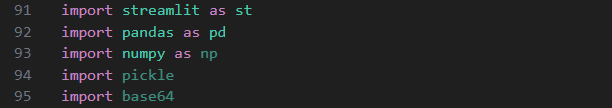 91 import streamlit as st
92 import pandas as pd
93 import numpy as np
94 import pickle
95 import base64